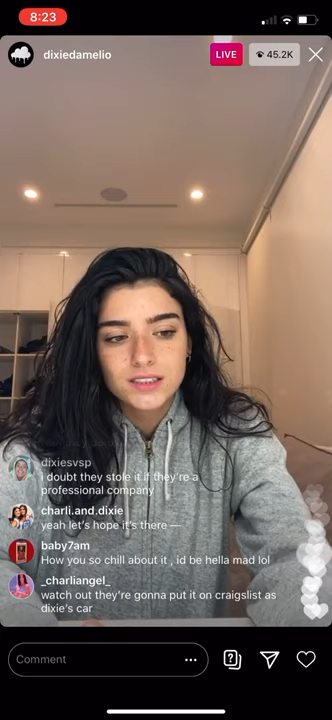 8:23
dixiedamelio
LIVE
45.2K
dixiesvsp
i doubt they stole it if they're a
professional company
charli.and.dixie
yeah let's hope it's there —
baby7am
How you so chill about it , id be hella mad lol
_charliangel_
watch out they're gonna put it on craigslist as
dixie's car
Comment